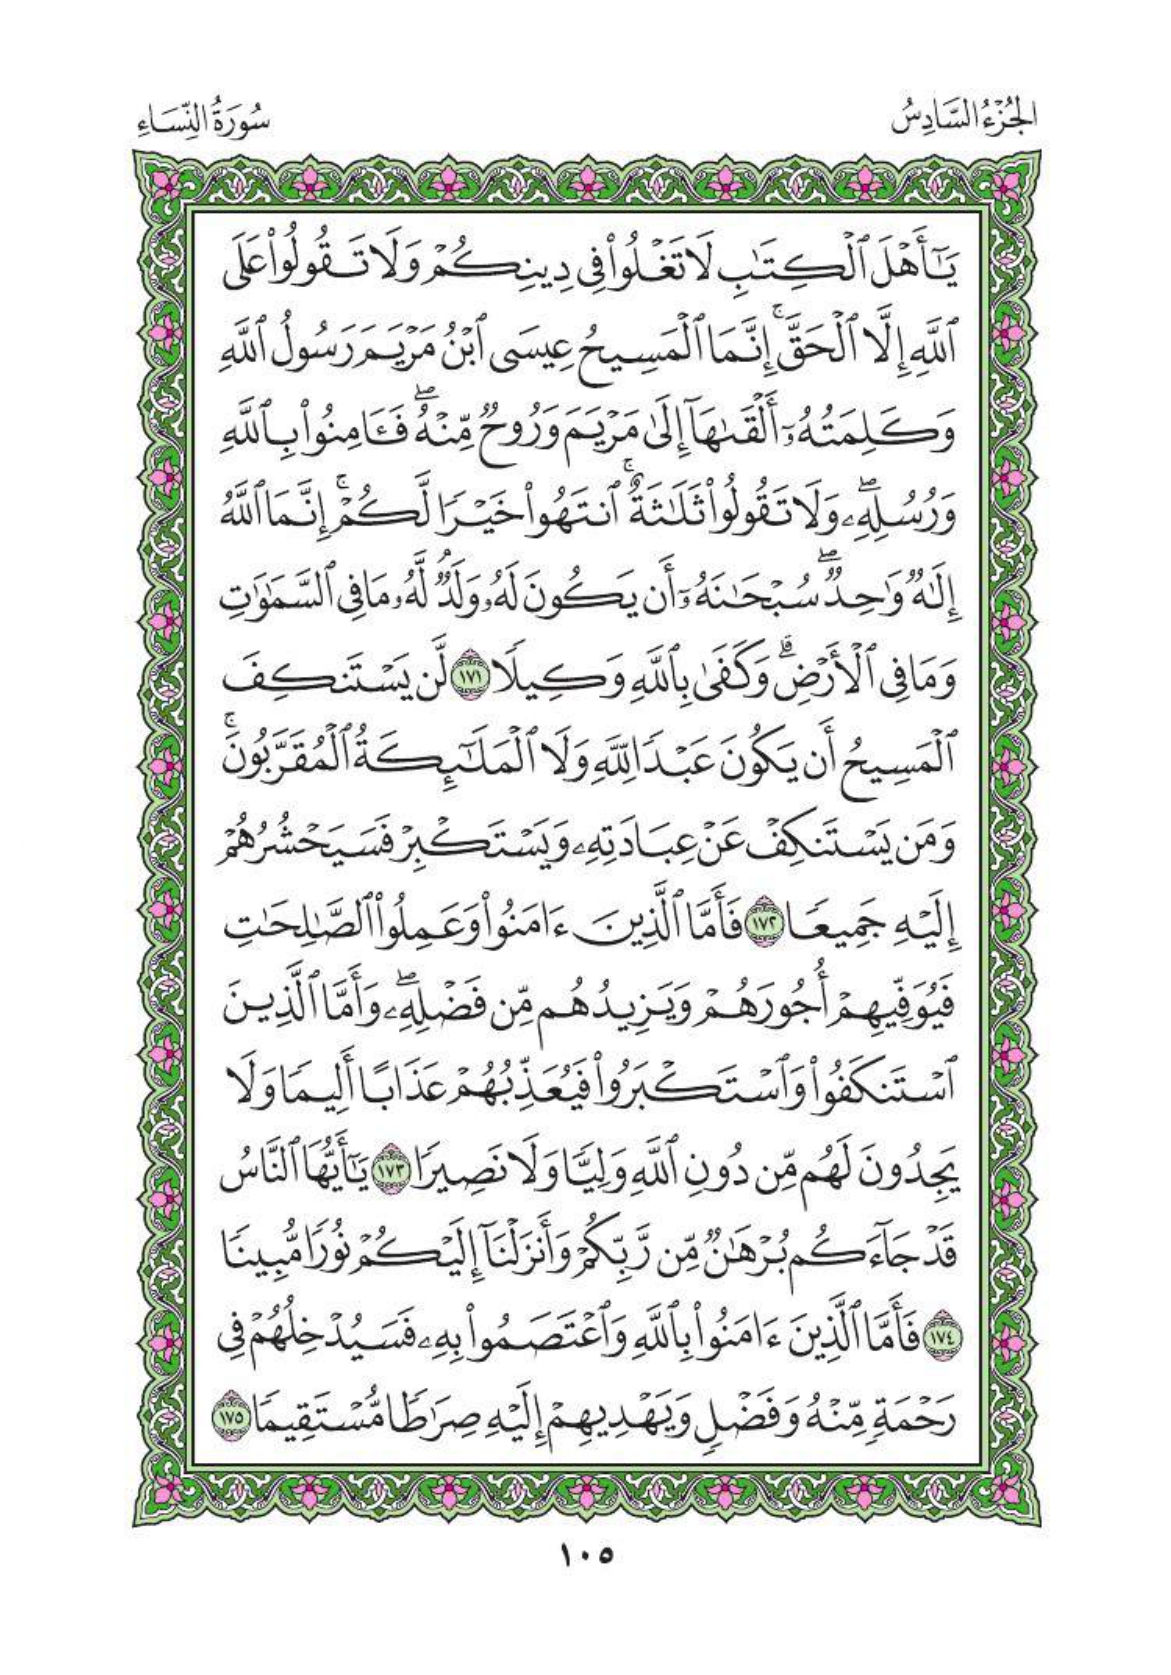 الجُزْءُ السَّادِسُ
سُورَةُ النِّسَاءِ
يَـٰٓأَهْلَ ٱلْكِتَـٰبِ لَا تَغْلُوا۟ فِى دِينِكُمْ وَلَا تَقُولُوا۟ عَلَى
ٱللَّهِ إِلَّا ٱلْحَقَّ ۚ إِنَّمَا ٱلْمَسِيحُ عِيسَى ٱبْنُ مَرْيَمَ رَسُولُ ٱللَّهِ
وَكَلِمَتُهُۥٓ أَلْقَىٰهَآ إِلَىٰ مَرْيَمَ وَرُوحٌ مِّنْهُ ۖ فَـَٔامِنُوا۟ بِٱللَّهِ
وَرُسُلِهِۦ ۖ وَلَا تَقُولُوا۟ ثَلَـٰثَةٌ ۚ ٱنتَهُوا۟ خَيْرًا لَّكُمْ ۚ إِنَّمَا ٱللَّهُ
إِلَـٰهٌ وَٰحِدٌ ۖ سُبْحَـٰنَهُۥٓ أَن يَكُونَ لَهُۥ وَلَدٌ ۘ لَّهُۥ مَا فِى ٱلسَّمَـٰوَٰتِ
وَمَا فِى ٱلْأَرْضِ ۗ وَكَفَىٰ بِٱللَّهِ وَكِيلًا ١٧١ لَّن يَسْتَنكِفَ
ٱلْمَسِيحُ أَن يَكُونَ عَبْدًا لِّلَّهِ وَلَا ٱلْمَلَـٰٓئِكَةُ ٱلْمُقَرَّبُونَ ۚ
وَمَن يَسْتَنكِفْ عَنْ عِبَادَتِهِۦ وَيَسْتَكْبِرْ فَسَيَحْشُرُهُمْ
إِلَيْهِ جَمِيعًا ١٧٢ فَأَمَّا ٱلَّذِينَ ءَامَنُوا۟ وَعَمِلُوا۟ ٱلصَّـٰلِحَـٰتِ
فَيُوَفِّيهِمْ أُجُورَهُمْ وَيَزِيدُهُم مِّن فَضْلِهِۦ ۖ وَأَمَّا ٱلَّذِينَ
ٱسْتَنكَفُوا۟ وَٱسْتَكْبَرُوا۟ فَيُعَذِّبُهُمْ عَذَابًا أَلِيمًا وَلَا
يَجِدُونَ لَهُم مِّن دُونِ ٱللَّهِ وَلِيًّا وَلَا نَصِيرًا ١٧٣ يَـٰٓأَيُّهَا ٱلنَّاسُ
قَدْ جَآءَكُم بُرْهَـٰنٌ مِّن رَّبِّكُمْ وَأَنزَلْنَآ إِلَيْكُمْ نُورًا مُّبِينًا
١٧٤ فَأَمَّا ٱلَّذِينَ ءَامَنُوا۟ بِٱللَّهِ وَٱعْتَصَمُوا۟ بِهِۦ فَسَيُدْخِلُهُمْ فِى
رَحْمَةٍ مِّنْهُ وَفَضْلٍ وَيَهْدِيهِمْ إِلَيْهِ صِرَٰطًا مُّسْتَقِيمًا ١٧٥
١٠٥